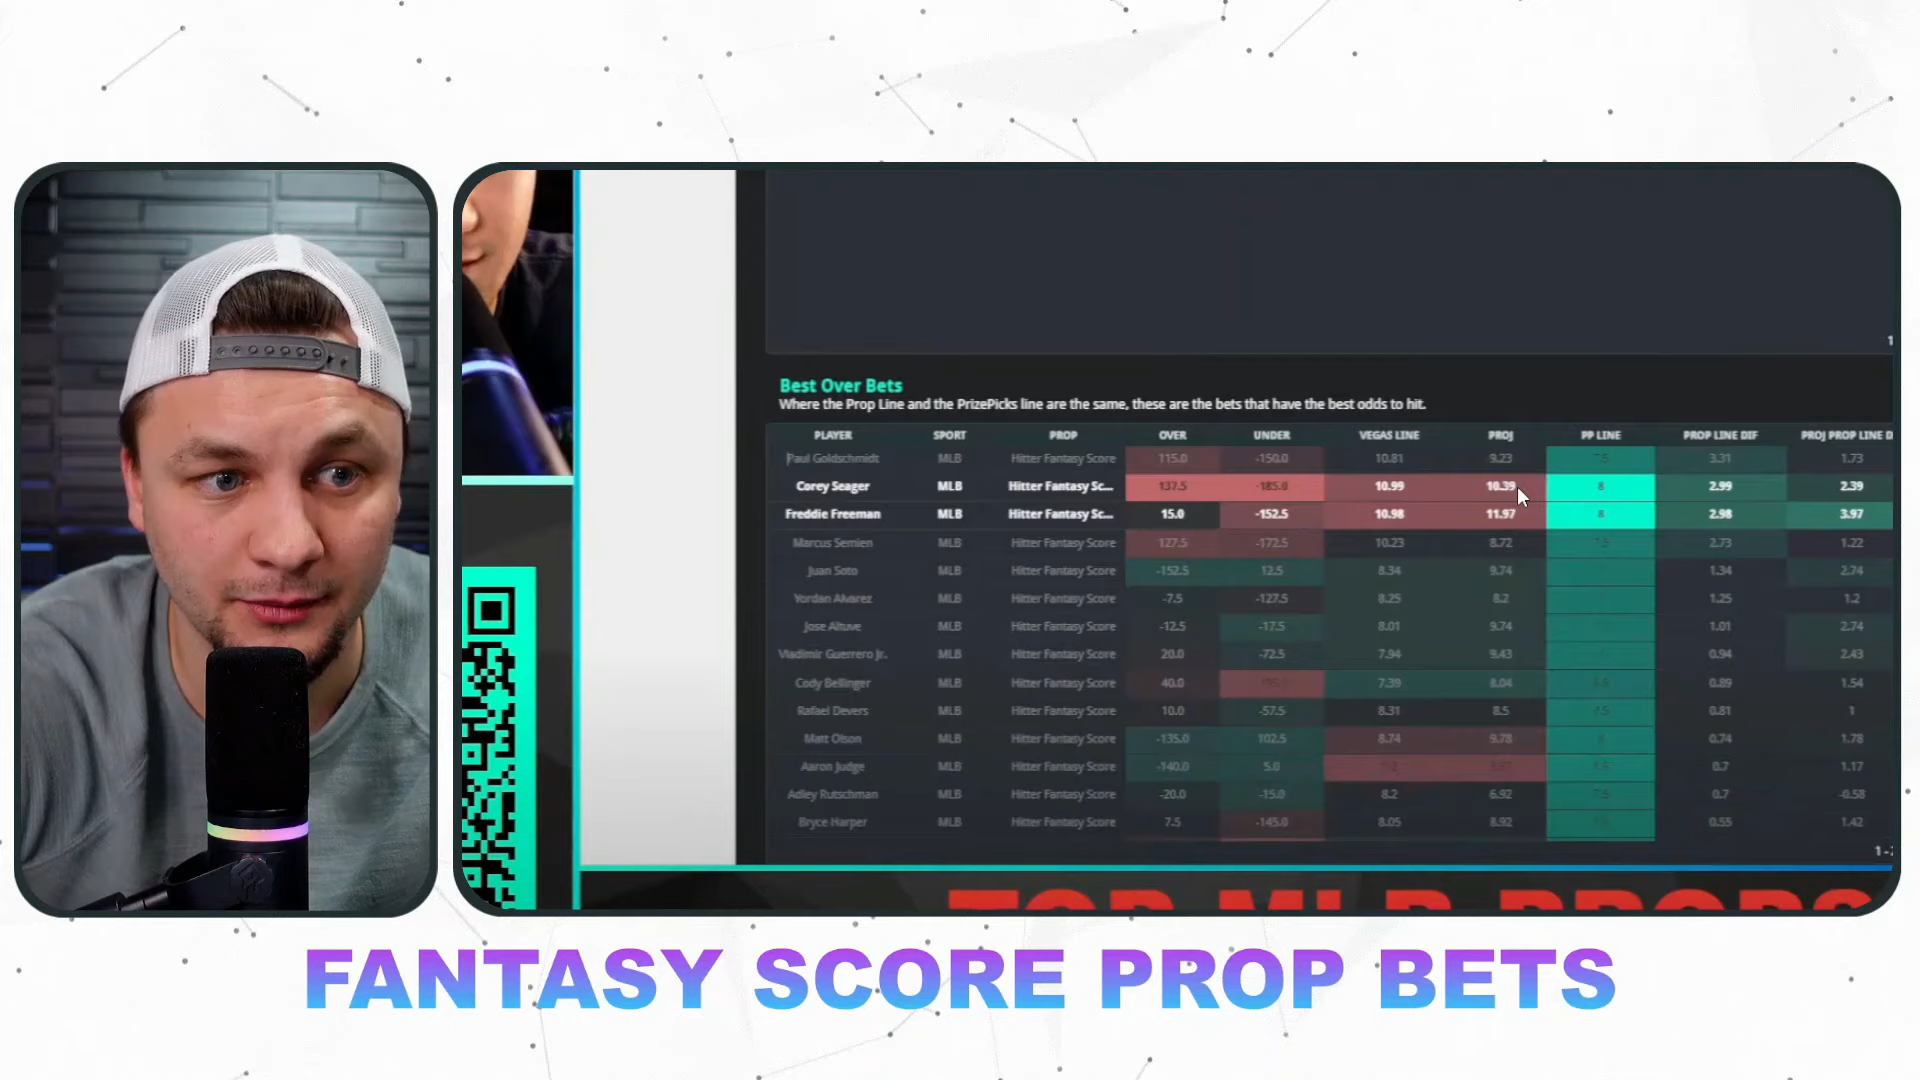 Best Over Bets
Where the Prop Line and the PrizePicks line are the same, these are the bets that have the best odds to hit.
PLAYER SPORT PROP OVER UNDER VEGAS LINE PROJ PP LINE PROP LINE DIF PROJ PROP LINE D
Paul Goldschmidt MLB Hitter Fantasy Score 115.0 -150.0 10.81 9.23 7.5 3.31 1.73
Corey Seager MLB Hitter Fantasy Sc... 137.5 -185.0 10.99 10.39 8 2.99 2.39
Freddie Freeman MLB Hitter Fantasy Sc... 15.0 -152.5 10.98 11.97 8 2.98 3.97
Marcus Semien MLB Hitter Fantasy Score 127.5 -172.5 10.23 8.72 7.5 2.73 1.22
Juan Soto MLB Hitter Fantasy Score -152.5 12.5 8.34 9.74 1.34 2.74
Yordan Alvarez MLB Hitter Fantasy Score -7.5 -127.5 8.25 8.2 1.25 1.2
Jose Altuve MLB Hitter Fantasy Score -12.5 -17.5 8.01 9.74 1.01 2.74
Vladimir Guerrero Jr. MLB Hitter Fantasy Score 20.0 -72.5 7.94 9.43 0.94 2.43
Cody Bellinger MLB Hitter Fantasy Score 40.0 7.39 8.04 0.89 1.54
Rafael Devers MLB Hitter Fantasy Score 10.0 -57.5 8.31 8.5 7.5 0.81 1
Matt Olson MLB Hitter Fantasy Score -135.0 102.5 8.74 9.78 8 0.74 1.78
Aaron Judge MLB Hitter Fantasy Score -140.0 5.0 0.7 1.17
Adley Rutschman MLB Hitter Fantasy Score -20.0 -15.0 8.2 6.92 7.5 0.7 -0.58
Bryce Harper MLB Hitter Fantasy Score 7.5 -145.0 8.05 8.92 0.55 1.42
TOP MLB PROPS
FANTASY SCORE PROP BETS